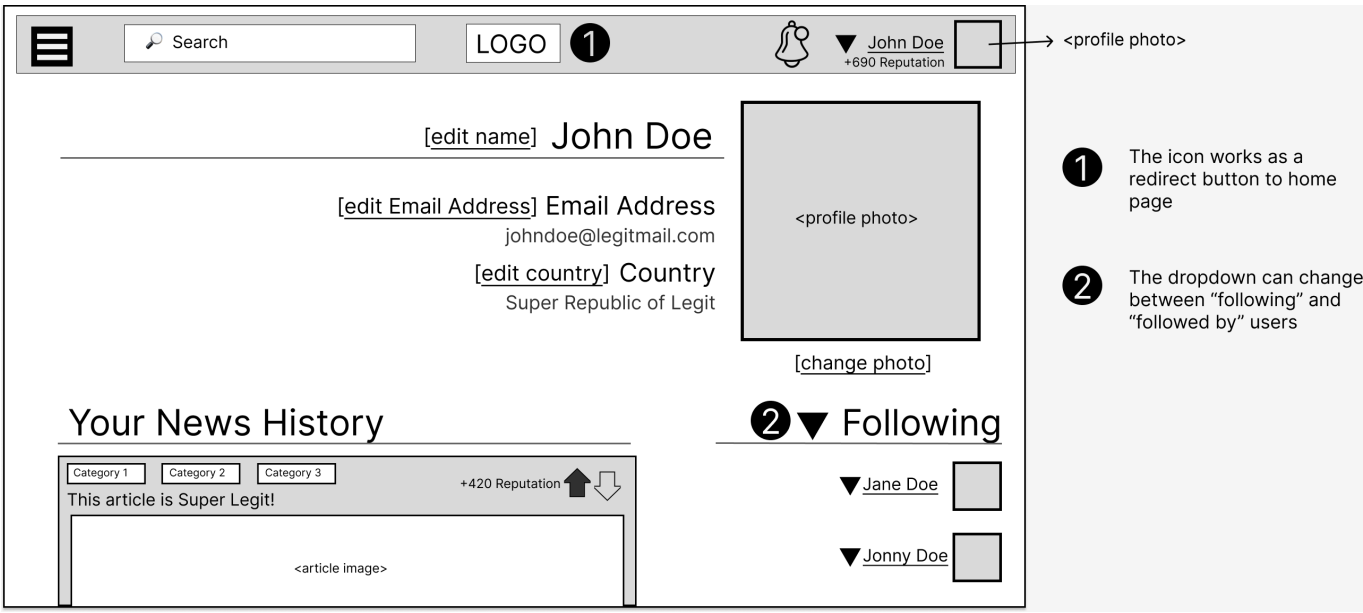 Search
LOGO 1
John Doe
+690 Reputation
<profile photo>
[edit name] John Doe
[edit Email Address] Email Address
johndoe@legitmail.com
[edit country] Country
Super Republic of Legit
<profile photo>
[change photo]
1 The icon works as a
redirect button to home
page
2 The dropdown can change
between “following” and
“followed by” users
Your News History
Category 1 Category 2 Category 3
+420 Reputation
This article is Super Legit!
<article image>
2 Following
Jane Doe
Jonny Doe